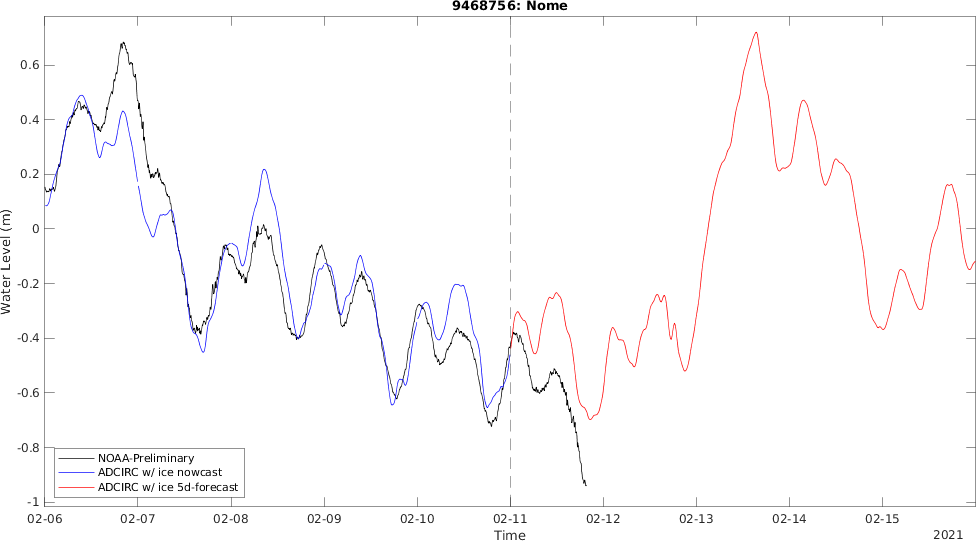 9468756: Nome
Water Level (m)
0.6
0.4
0.2
0
-0.2
-0.4
-0.6
-0.8
-1
NOAA-Preliminary
ADCIRC w/ ice nowcast
ADCIRC w/ ice 5d-forecast
02-06 02-07 02-08 02-09 02-10 02-11 02-12 02-13 02-14 02-15
Time
2021